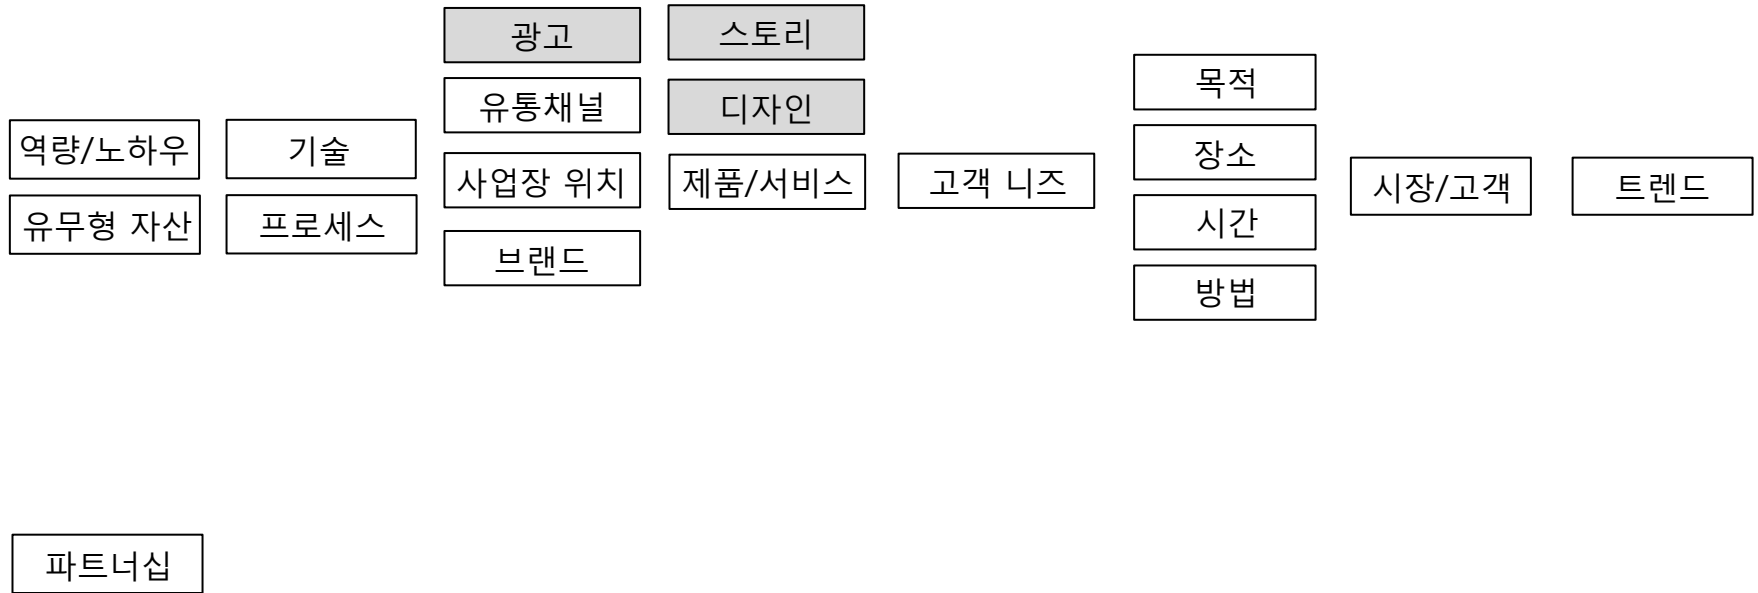 역량/노하우
유무형 자산
기술
프로세스
광고
유통채널
사업장 위치
브랜드
스토리
디자인
제품/서비스
고객 니즈
목적
장소
시간
방법
시장/고객
트렌드
파트너십